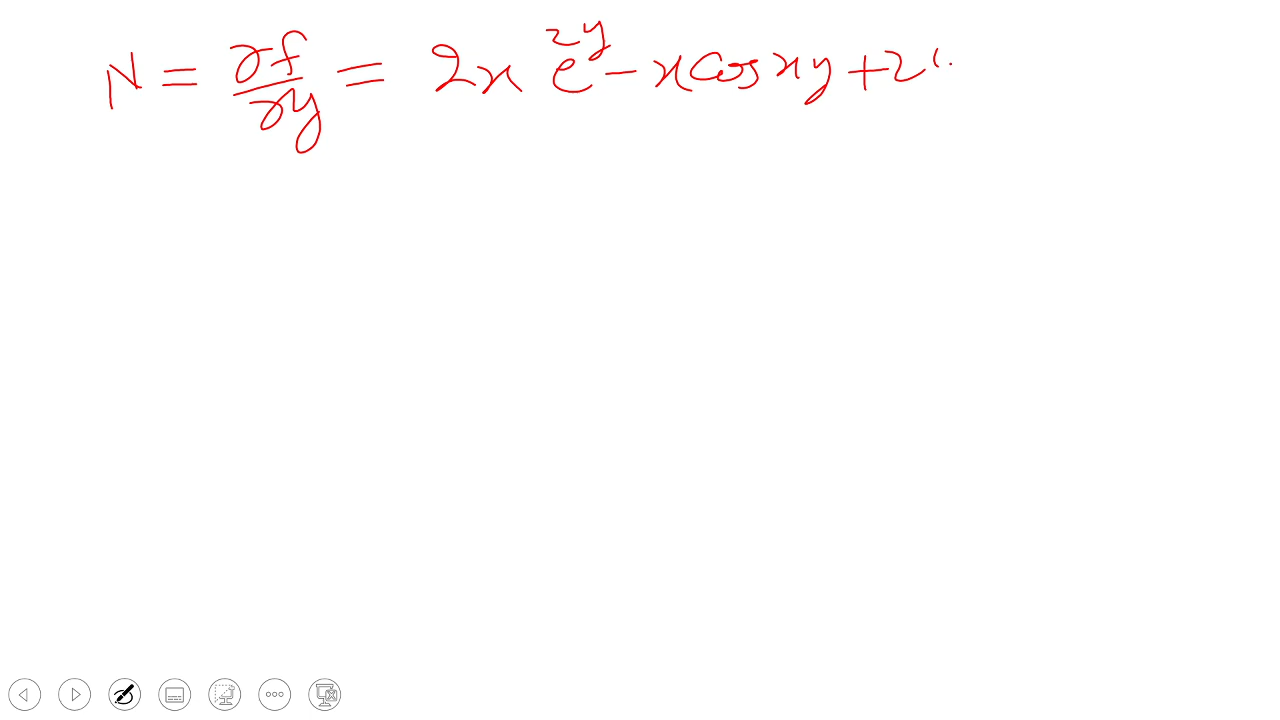 N = ∂f/∂y = 2x e^{2y} - x cos xy + 2